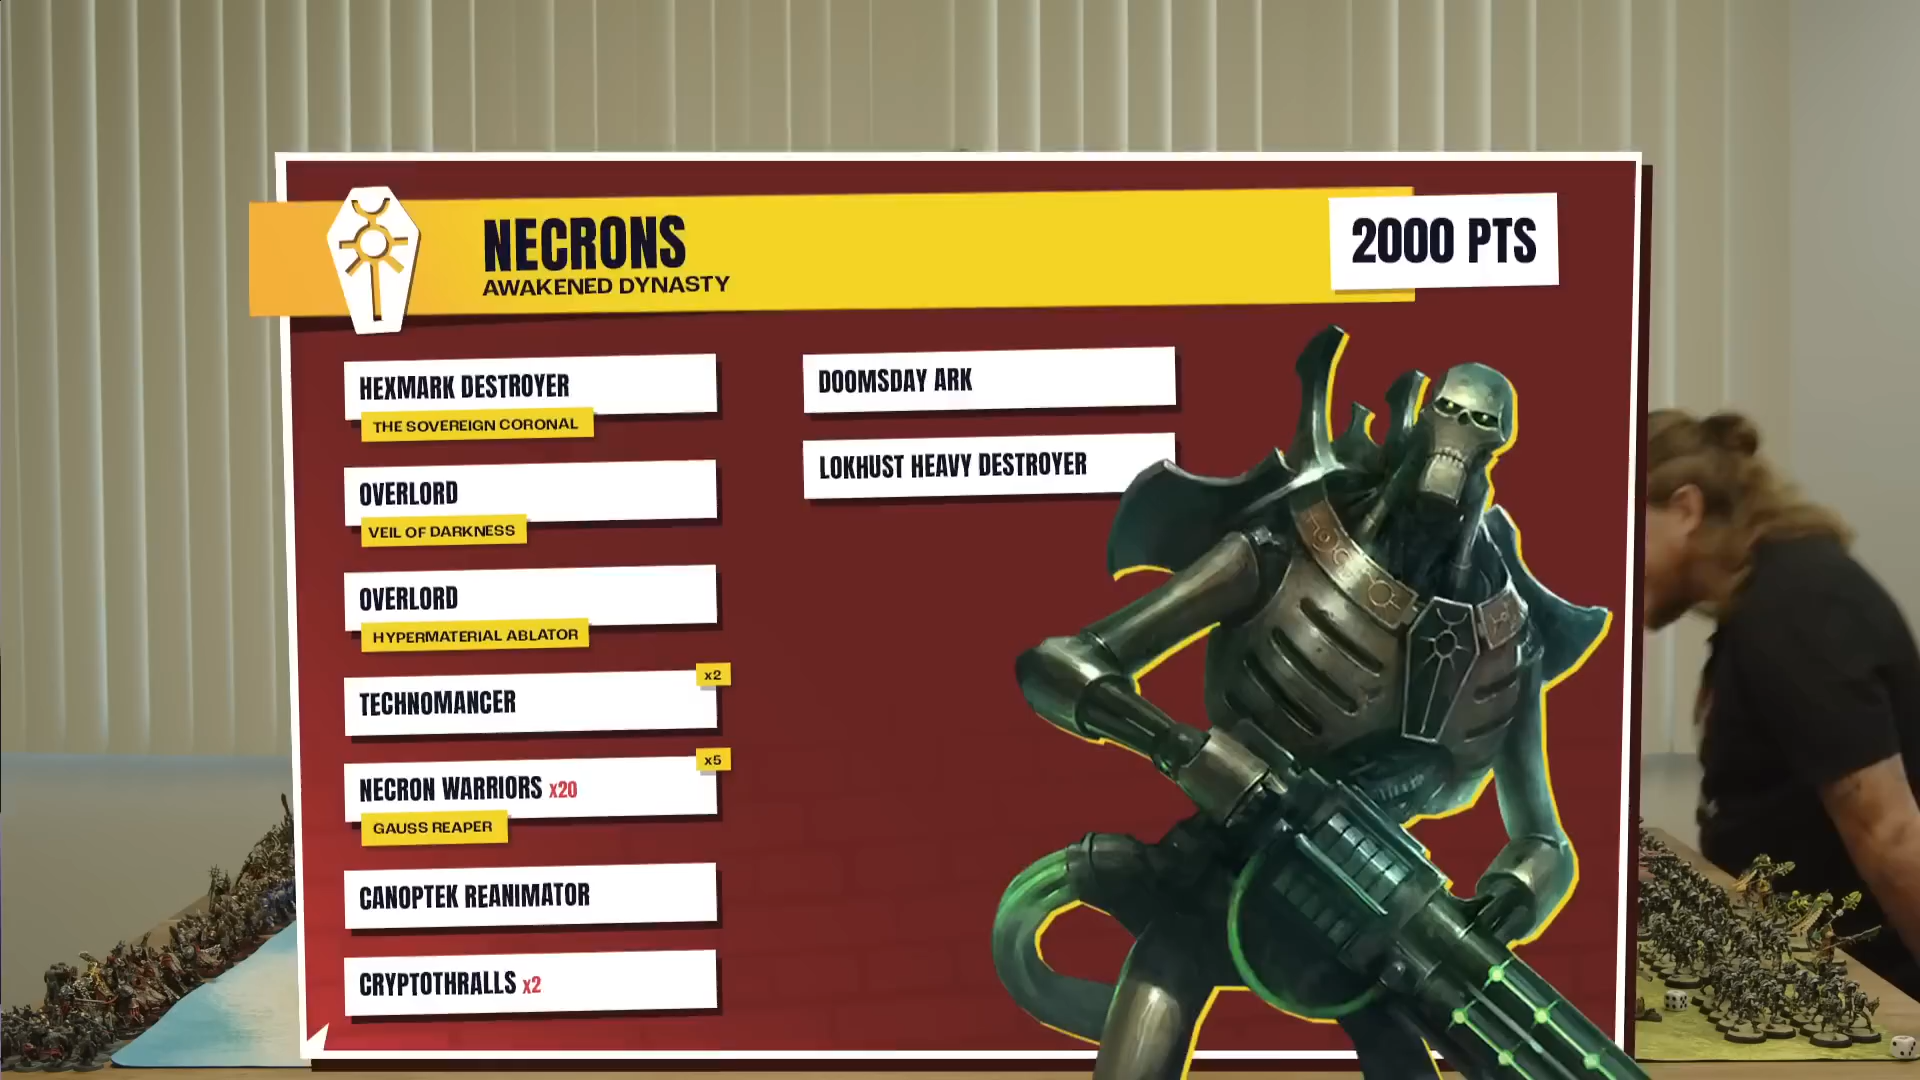 NECRONS
AWAKENED DYNASTY
2000 PTS
HEXMARK DESTROYER
THE SOVEREIGN CORONAL
OVERLORD
VEIL OF DARKNESS
OVERLORD
HYPERMATERIAL ABLATOR
TECHNOMANCER
x2
NECRON WARRIORS x20
x5
GAUSS REAPER
CANOPTEK REANIMATOR
CRYPTOTHRALLS x2
DOOMSDAY ARK
LOKHUST HEAVY DESTROYER